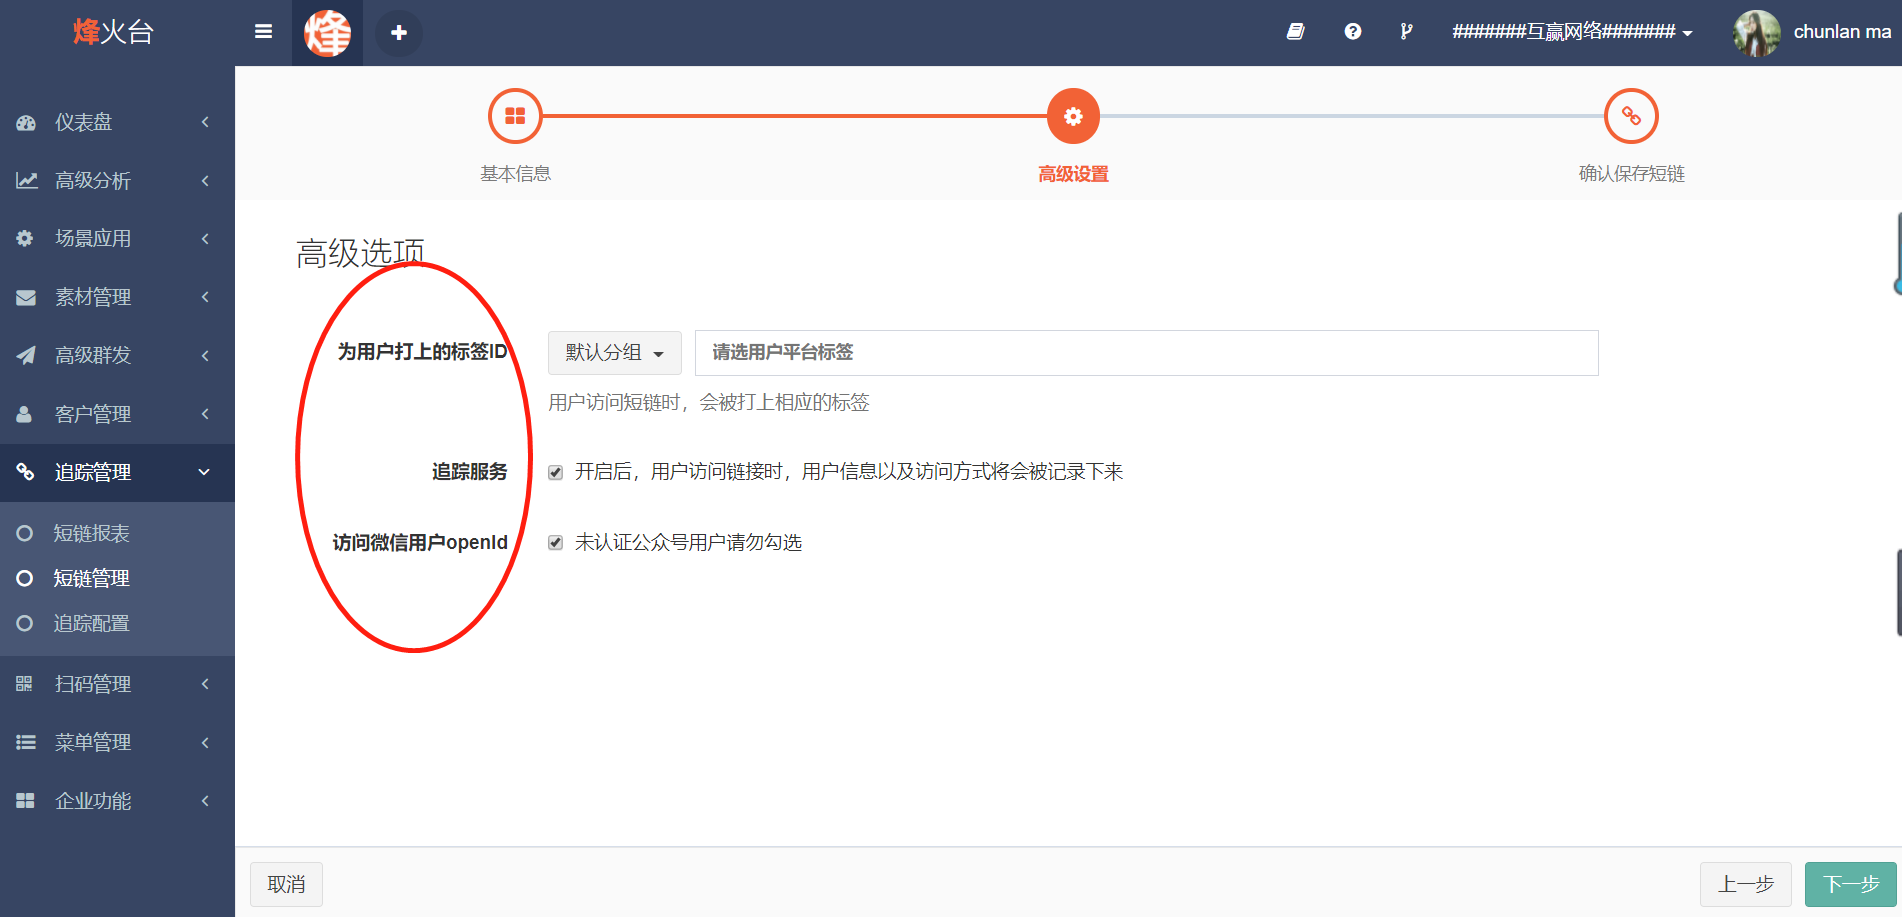 烽火台
烽
#######互赢网络#######
chunlan ma
仪表盘
高级分析
场景应用
素材管理
高级群发
客户管理
追踪管理
短链报表
短链管理
追踪配置
扫码管理
菜单管理
企业功能
基本信息
高级设置
确认保存短链
高级选项
为用户打上的标签ID
默认分组
请选用户平台标签
用户访问短链时，会被打上相应的标签
追踪服务
开启后，用户访问链接时，用户信息以及访问方式将会被记录下来
访问微信用户openId
未认证公众号用户请勿勾选
取消
上一步
下一步